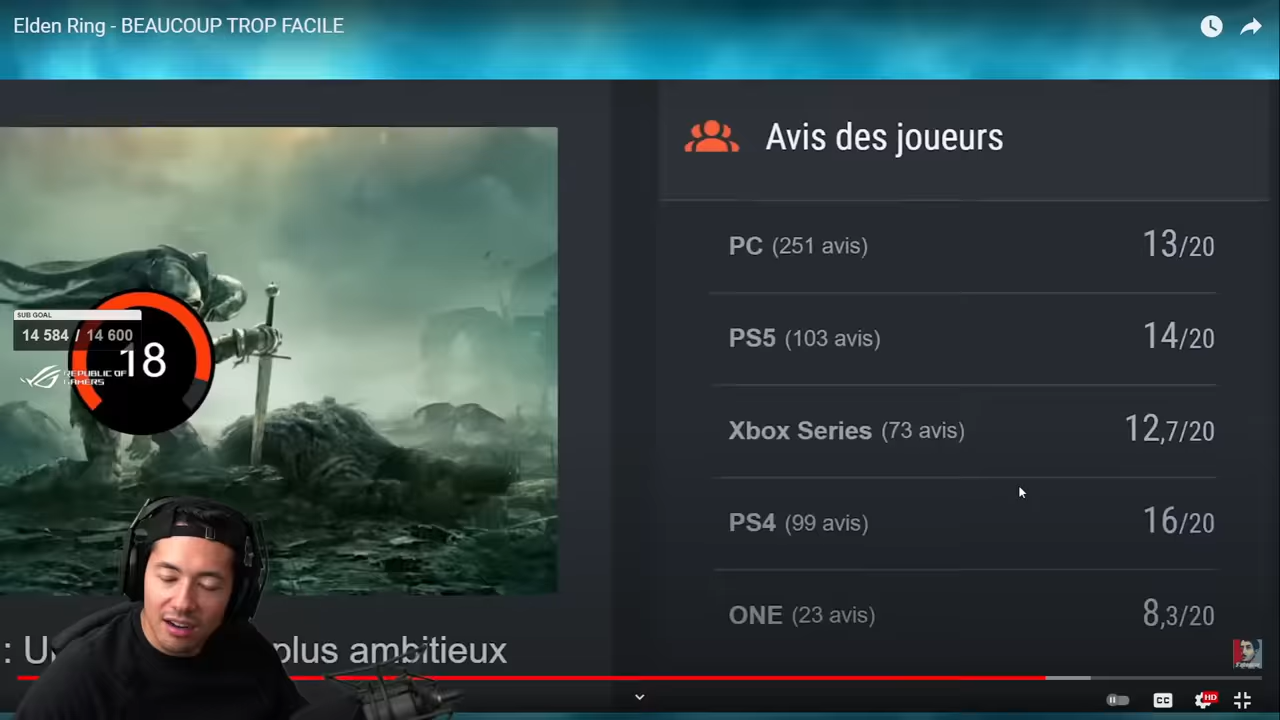 Elden Ring - BEAUCOUP TROP FACILE
Avis des joueurs
PC (251 avis) 13/20
PS5 (103 avis) 14/20
Xbox Series (73 avis) 12,7/20
PS4 (99 avis) 16/20
ONE (23 avis) 8,3/20
SUB GOAL
14 584 / 14 600
18
REPUBLIC OF
GAMERS
: U
plus ambitieux
CC
HD